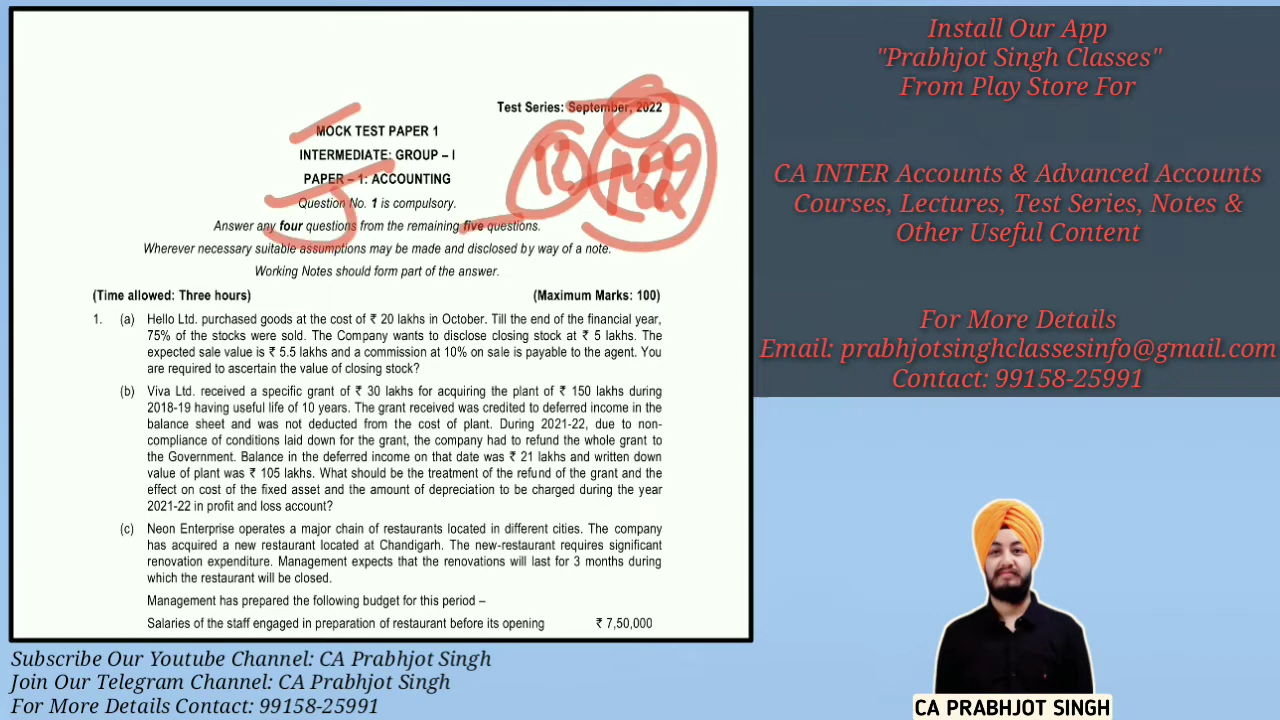 Test Series: September, 2022
MOCK TEST PAPER 1
INTERMEDIATE: GROUP – I
PAPER – 1: ACCOUNTING
Question No. 1 is compulsory.
Answer any four questions from the remaining five questions.
Wherever necessary suitable assumptions may be made and disclosed by way of a note.
Working Notes should form part of the answer.
(Time allowed: Three hours) (Maximum Marks: 100)
1. (a) Hello Ltd. purchased goods at the cost of ₹ 20 lakhs in October. Till the end of the financial year,
75% of the stocks were sold. The Company wants to disclose closing stock at ₹ 5 lakhs. The
expected sale value is ₹ 5.5 lakhs and a commission at 10% on sale is payable to the agent. You
are required to ascertain the value of closing stock?
(b) Viva Ltd. received a specific grant of ₹ 30 lakhs for acquiring the plant of ₹ 150 lakhs during
2018-19 having useful life of 10 years. The grant received was credited to deferred income in the
balance sheet and was not deducted from the cost of plant. During 2021-22, due to non-
compliance of conditions laid down for the grant, the company had to refund the whole grant to
the Government. Balance in the deferred income on that date was ₹ 21 lakhs and written down
value of plant was ₹ 105 lakhs. What should be the treatment of the refund of the grant and the
effect on cost of the fixed asset and the amount of depreciation to be charged during the year
2021-22 in profit and loss account?
(c) Neon Enterprise operates a major chain of restaurants located in different cities. The company
has acquired a new restaurant located at Chandigarh. The new-restaurant requires significant
renovation expenditure. Management expects that the renovations will last for 3 months during
which the restaurant will be closed.
Management has prepared the following budget for this period –
Salaries of the staff engaged in preparation of restaurant before its opening ₹ 7,50,000
Install Our App
"Prabhjot Singh Classes"
From Play Store For
CA INTER Accounts & Advanced Accounts
Courses, Lectures, Test Series, Notes &
Other Useful Content
For More Details
Email: prabhjotsinghclassesinfo@gmail.com
Contact: 99158-25991
CA PRABHJOT SINGH
Subscribe Our Youtube Channel: CA Prabhjot Singh
Join Our Telegram Channel: CA Prabhjot Singh
For More Details Contact: 99158-25991